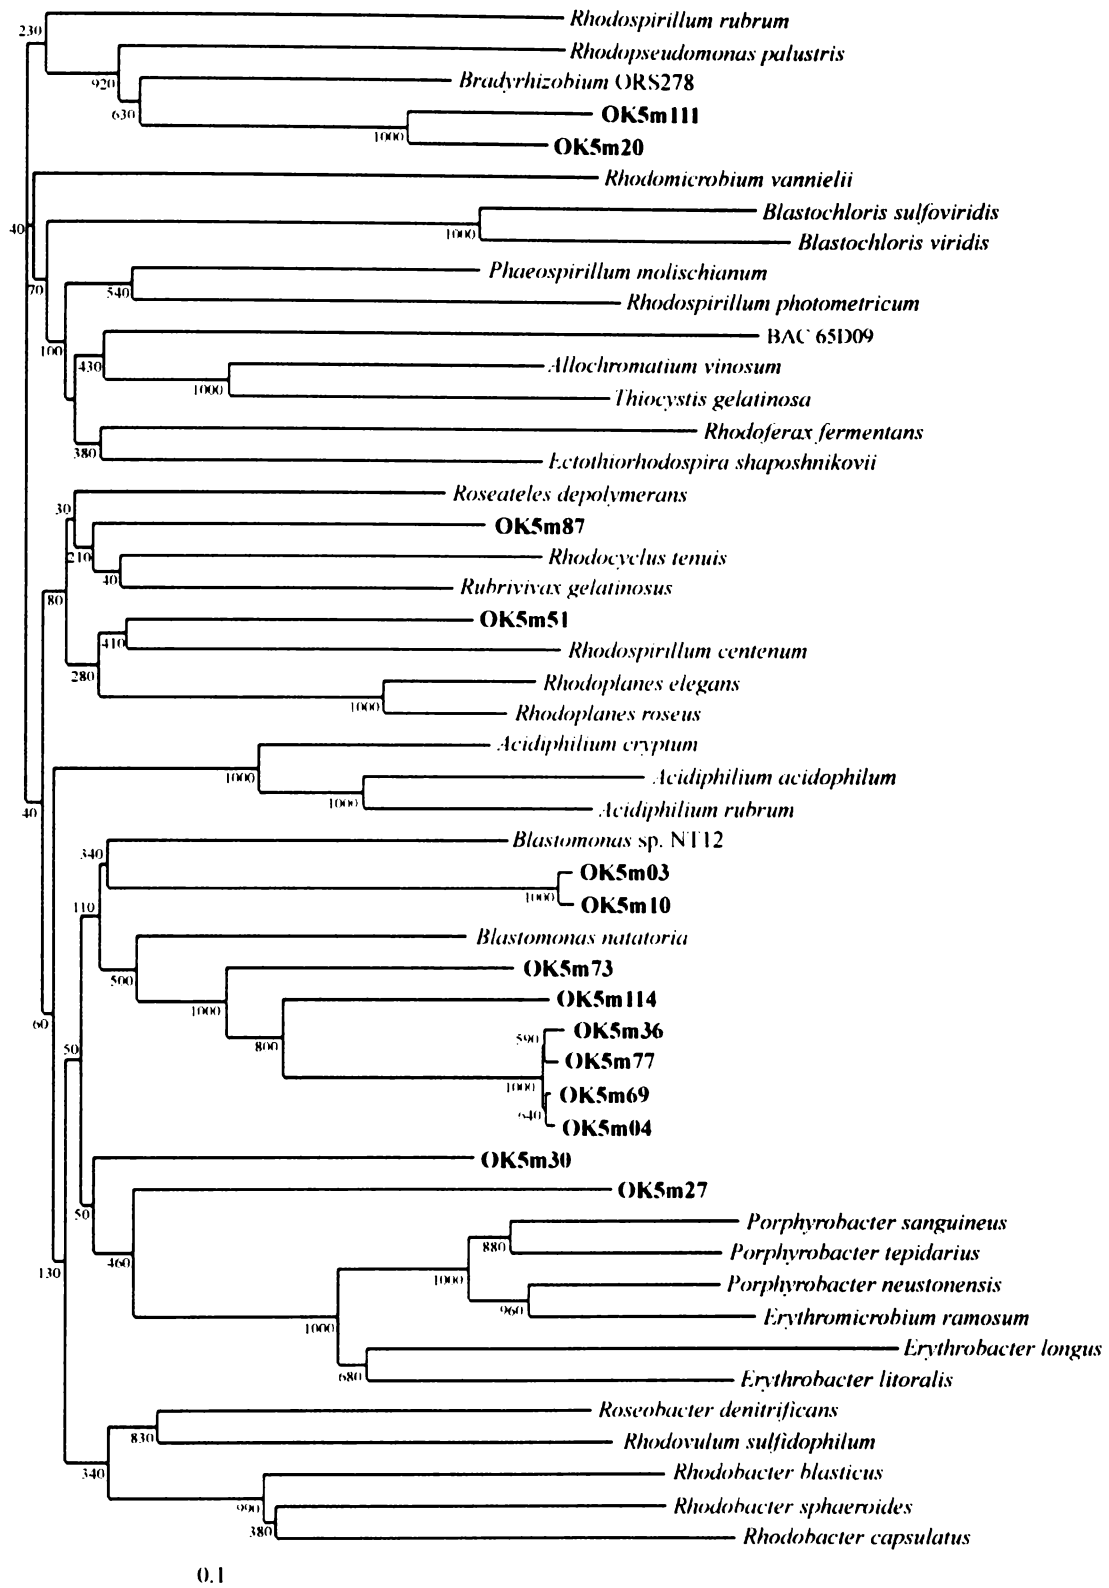 230
Rhodospirillum rubrum
Rhodopseudomonas palustris
920
Bradyrhizobium ORS278
630
OK5m111
1000
OK5m20
Rhodomicrobium vannielii
40
Blastochloris sulfoviridis
1000
Blastochloris viridis
70
Phaeospirillum molischianum
540
Rhodospirillum photometricum
100
BAC 65D09
430
Allochromatium vinosum
1000
Thiocystis gelatinosa
Rhodoferax fermentans
380
Ectothiorhodospira shaposhnikovii
Roseateles depolymerans
30
OK5m87
210
Rhodocyclus tenuis
40
Rubrivivax gelatinosus
80
OK5m51
410
Rhodospirillum centenum
280
Rhodoplanes elegans
1000
Rhodoplanes roseus
Acidiphilium cryptum
1000
Acidiphilium acidophilum
1000
Acidiphilium rubrum
40
Blastomonas sp. NT12
340
OK5m03
1000
OK5m10
110
Blastomonas natatoria
OK5m73
500
OK5m114
1000
60
OK5m36
590
800
50
OK5m77
1000
OK5m69
640
OK5m04
OK5m30
OK5m27
50
Porphyrobacter sanguineus
880
Porphyrobacter tepidarius
460
130
1000
Porphyrobacter neustonensis
960
Erythromicrobium ramosum
1000
Erythrobacter longus
680
Erythrobacter litoralis
Roseobacter denitrificans
830
Rhodovulum sulfidophilum
340
Rhodobacter blasticus
990
Rhodobacter sphaeroides
380
Rhodobacter capsulatus
0.1